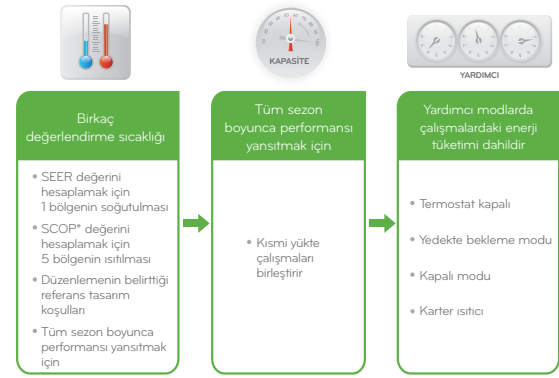 KAPASİTE
YARDIMCI
Birkaç
değerlendirme sıcaklığı
• SEER değerini
hesaplamak için
1 bölgenin soğutulması
• SCOP* değerini
hesaplamak için
5 bölgenin ısıtılması
• Düzenlemenin belirttiği
referans tasarım
koşulları
• Tüm sezon boyunca
performansı yansıtmak
için
Tüm sezon
boyunca performansı
yansıtmak için
• Kısmi yükte
çalışmaları
birleştirir
Yardımcı modlarda
çalışmalardaki enerji
tüketimi dahildir
• Termostat kapalı
• Yedekte bekleme modu
• Kapalı modu
• Karter ısıtıcı